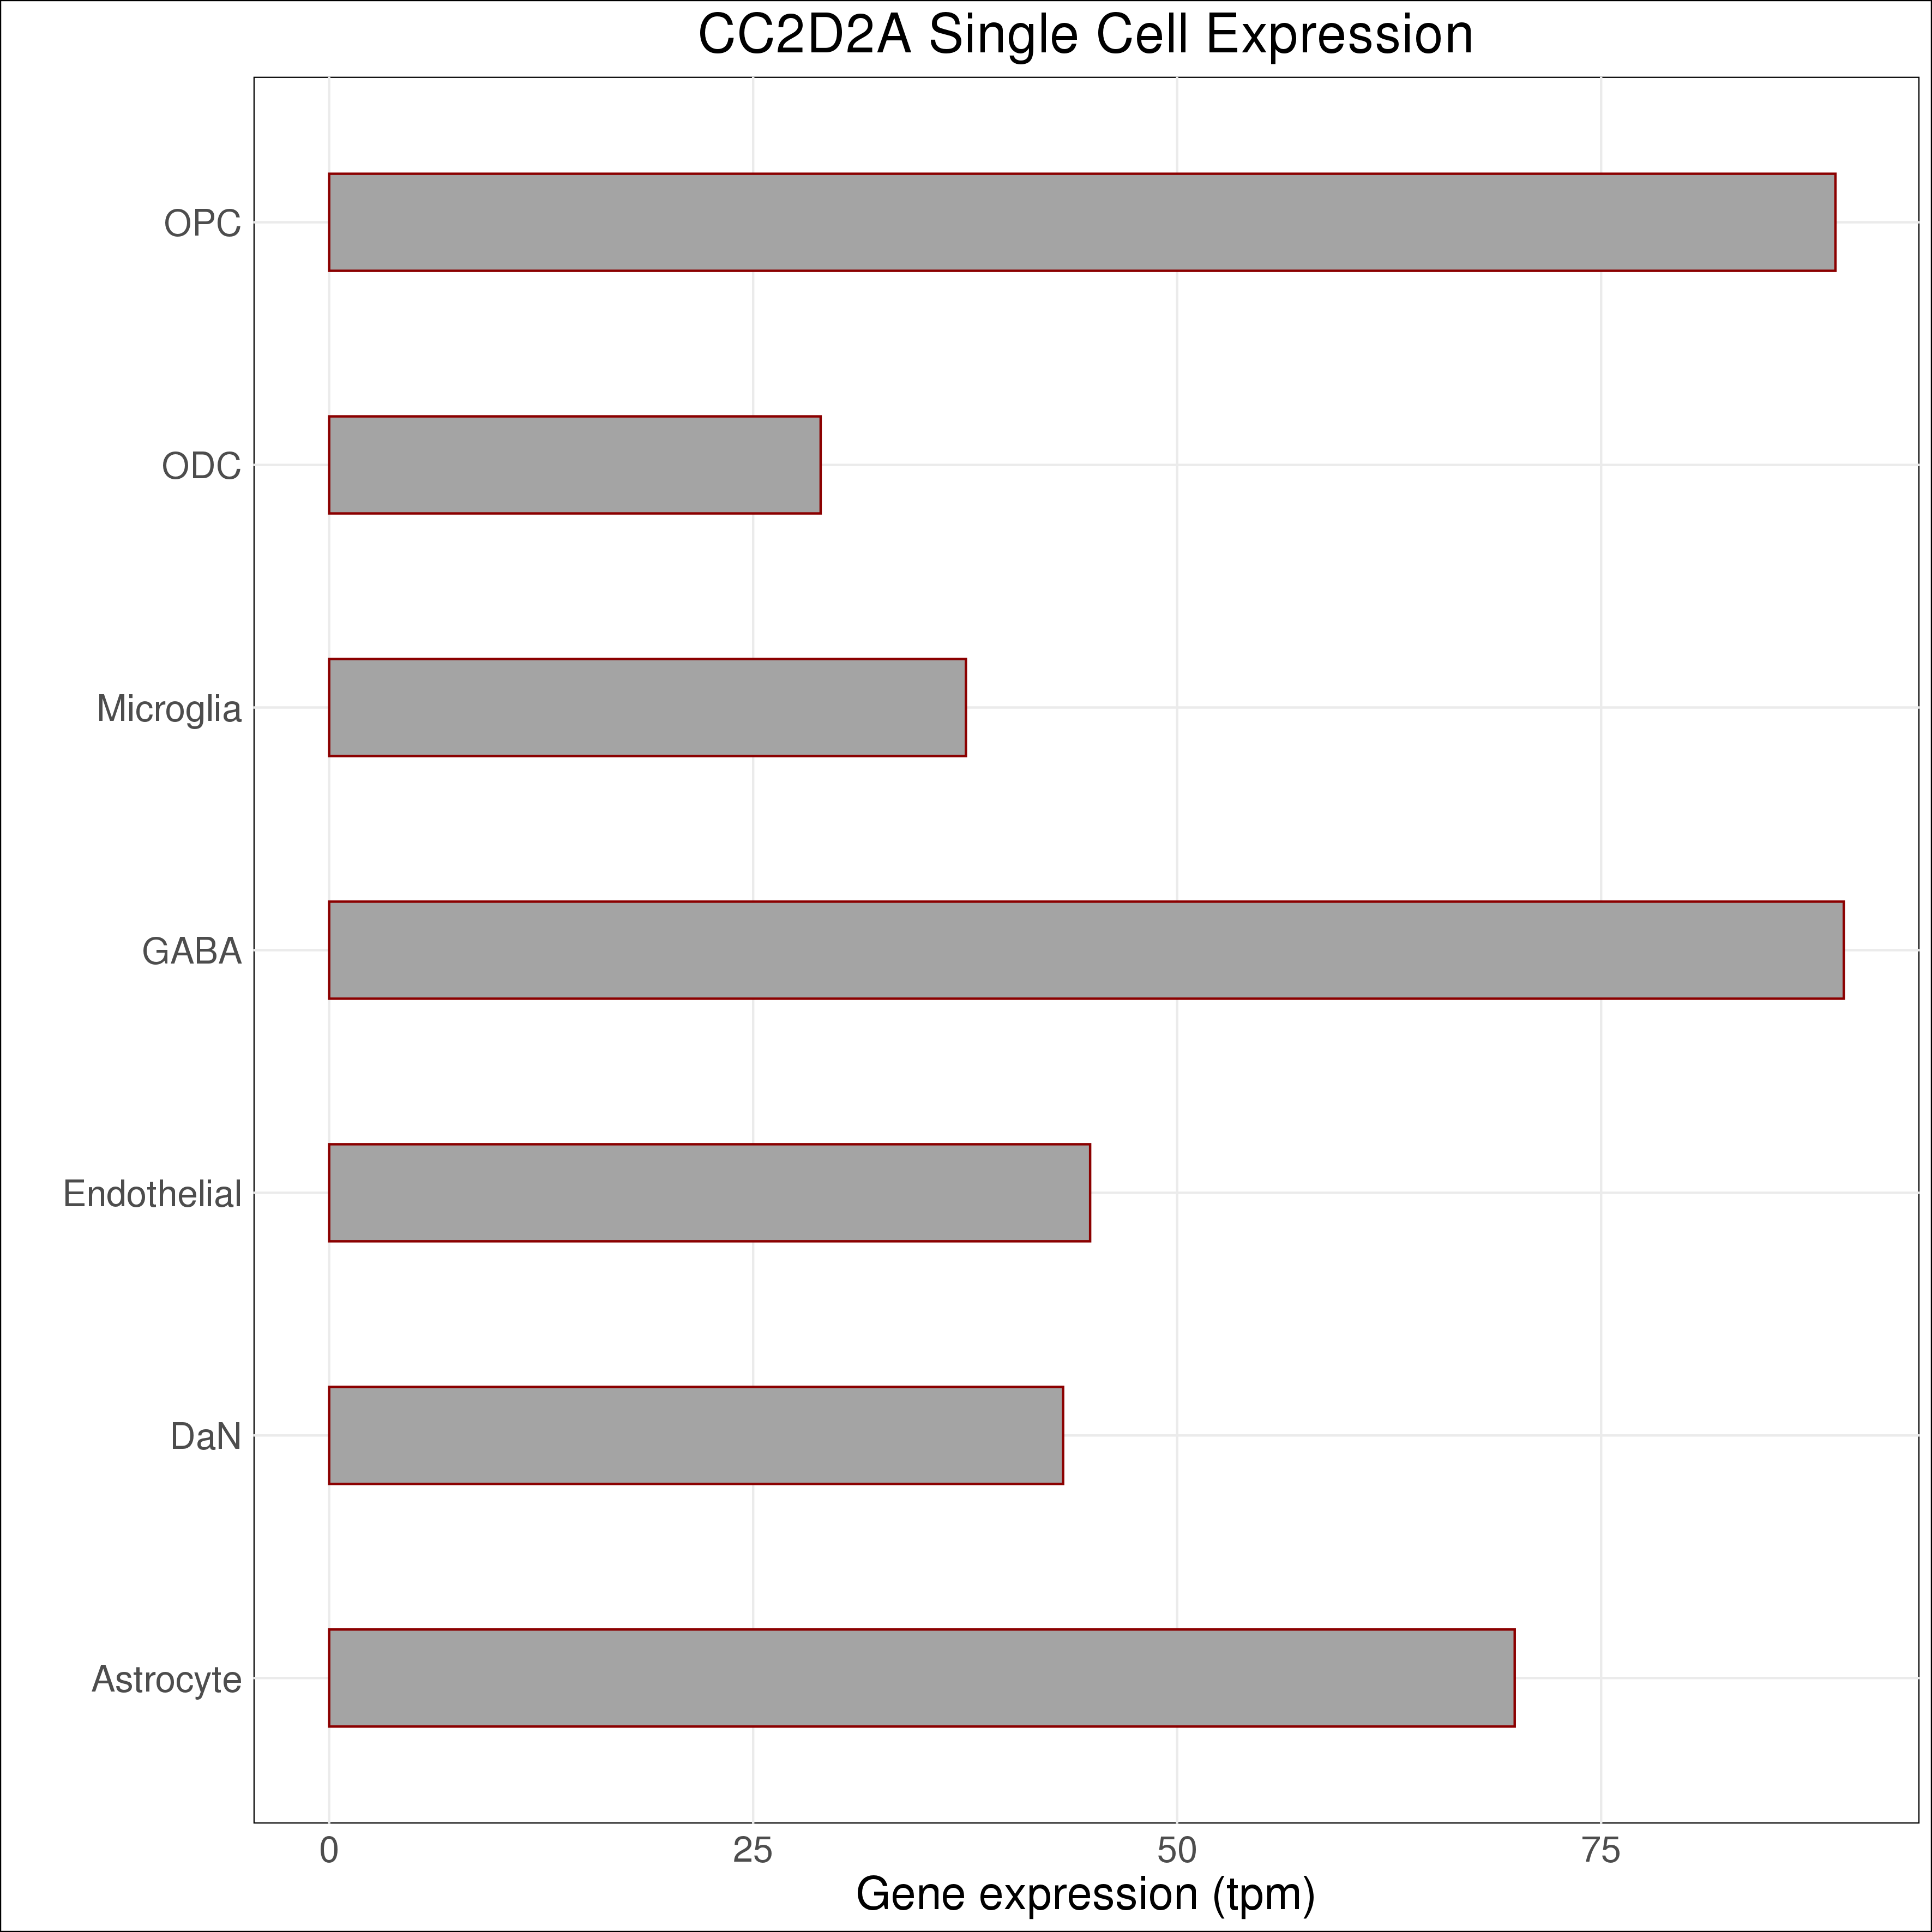 CC2D2A Single Cell Expression
OPC
ODC
Microglia
GABA
Endothelial
DaN
Astrocyte
0 25 50 75
Gene expression (tpm)